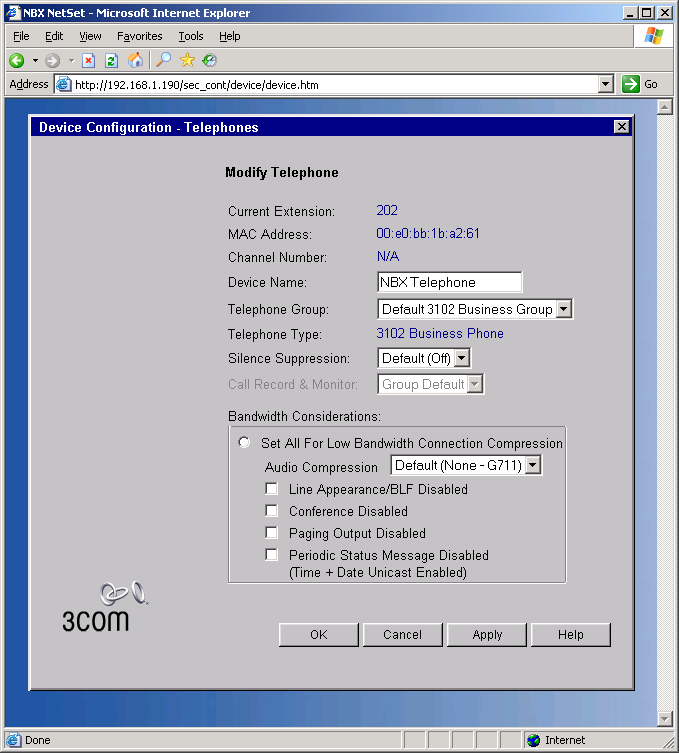 NBX NetSet - Microsoft Internet Explorer
File Edit View Favorites Tools Help
Address http://192.168.1.190/sec_cont/device/device.htm Go
Device Configuration - Telephones
Modify Telephone
Current Extension: 202
MAC Address: 00:e0:bb:1b:a2:61
Channel Number: N/A
Device Name: NBX Telephone
Telephone Group: Default 3102 Business Group
Telephone Type: 3102 Business Phone
Silence Suppression: Default (Off)
Call Record & Monitor: Group Default
Bandwidth Considerations:
Set All For Low Bandwidth Connection Compression
Audio Compression Default (None - G711)
Line Appearance/BLF Disabled
Conference Disabled
Paging Output Disabled
Periodic Status Message Disabled
(Time + Date Unicast Enabled)
3COM
OK Cancel Apply Help
Done Internet